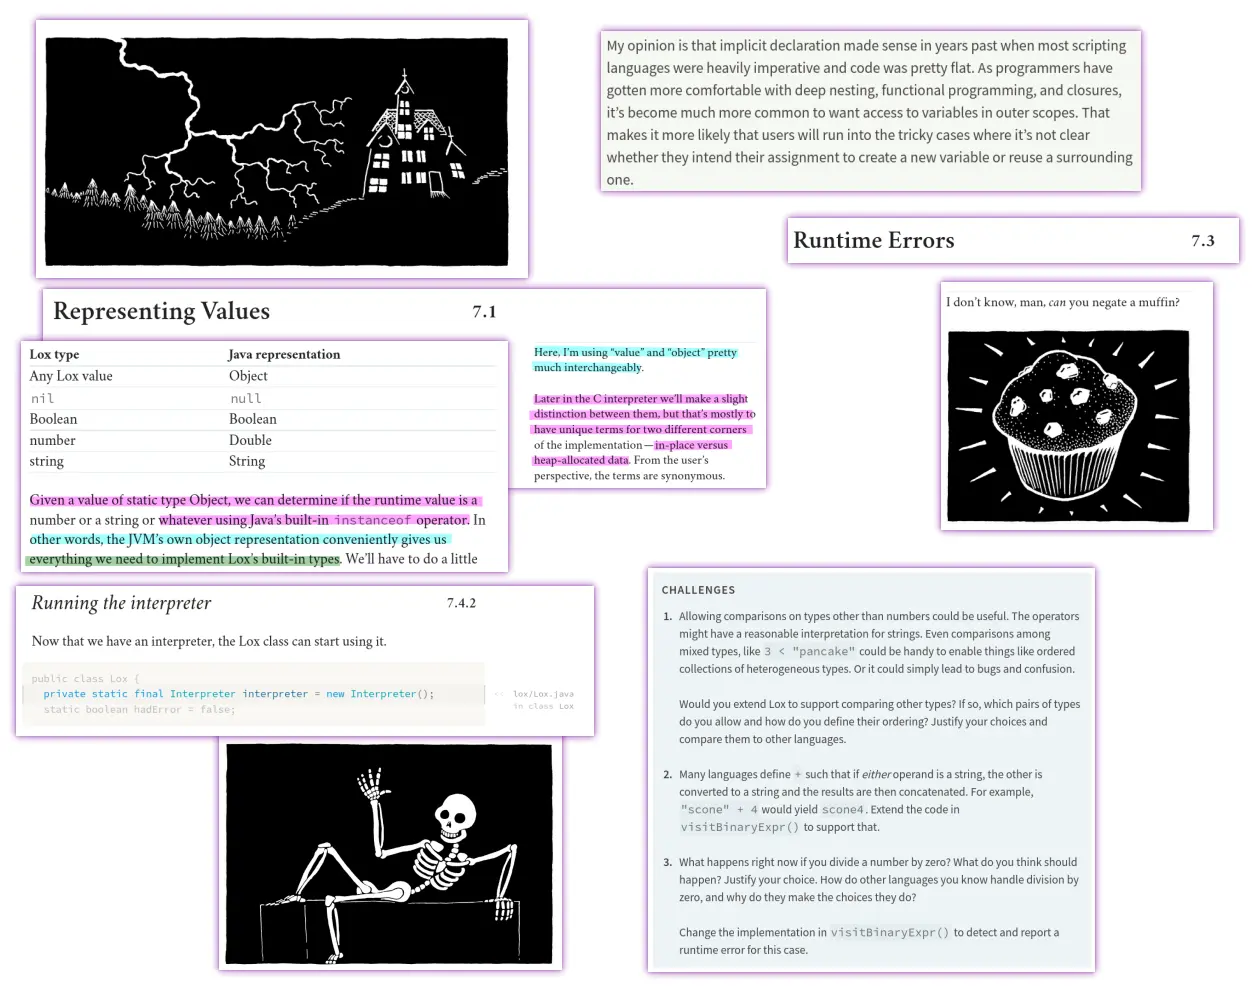 My opinion is that implicit declaration made sense in years past when most scripting
languages were heavily imperative and code was pretty flat. As programmers have
gotten more comfortable with deep nesting, functional programming, and closures,
it’s become much more common to want access to variables in outer scopes. That
makes it more likely that users will run into the tricky cases where it’s not clear
whether they intend their assignment to create a new variable or reuse a surrounding
one.
Runtime Errors 7.3
I don’t know, man, can you negate a muffin?
Representing Values 7.1
Lox type Java representation
Any Lox value Object
nil null
Boolean Boolean
number Double
string String
Given a value of static type Object, we can determine if the runtime value is a
number or a string or whatever using Java’s built-in instanceof operator. In
other words, the JVM’s own object representation conveniently gives us
everything we need to implement Lox’s built-in types. We’ll have to do a little
Here, I’m using “value” and “object” pretty
much interchangeably.
Later in the C interpreter we’ll make a slight
distinction between them, but that’s mostly to
have unique terms for two different corners
of the implementation—in-place versus
heap-allocated data. From the user’s
perspective, the terms are synonymous.
Running the interpreter 7.4.2
Now that we have an interpreter, the Lox class can start using it.
public class Lox {
private static final Interpreter interpreter = new Interpreter();
static boolean hadError = false;
<> lox/Lox.java
in class Lox
CHALLENGES
1. Allowing comparisons on types other than numbers could be useful. The operators
might have a reasonable interpretation for strings. Even comparisons among
mixed types, like 3 < "pancake" could be handy to enable things like ordered
collections of heterogeneous types. Or it could simply lead to bugs and confusion.
Would you extend Lox to support comparing other types? If so, which pairs of types
do you allow and how do you define their ordering? Justify your choices and
compare them to other languages.
2. Many languages define + such that if either operand is a string, the other is
converted to a string and the results are then concatenated. For example,
"scone" + 4 would yield scone4. Extend the code in
visitBinaryExpr() to support that.
3. What happens right now if you divide a number by zero? What do you think should
happen? Justify your choice. How do other languages you know handle division by
zero, and why do they make the choices they do?
Change the implementation in visitBinaryExpr() to detect and report a
runtime error for this case.